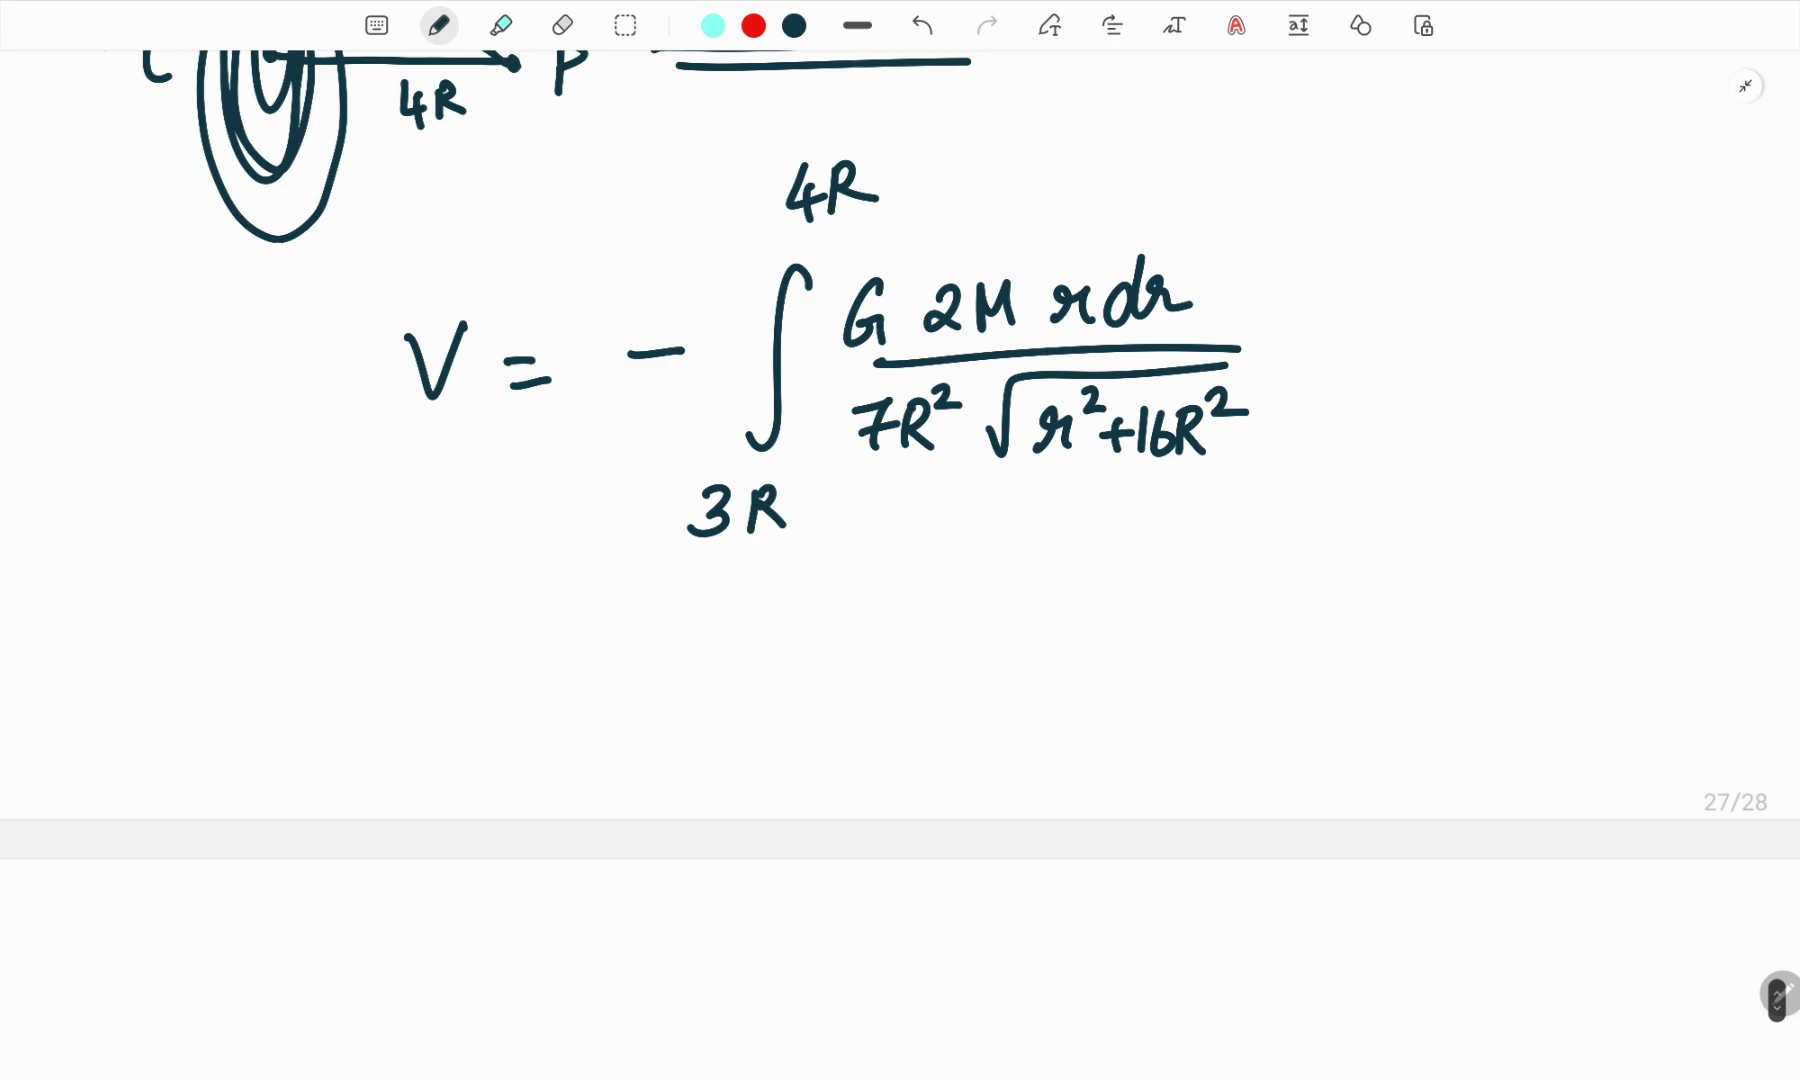 4R P
4R
V = - ∫ G 2M r dr
7R² √r²+16R²
3R
27/28